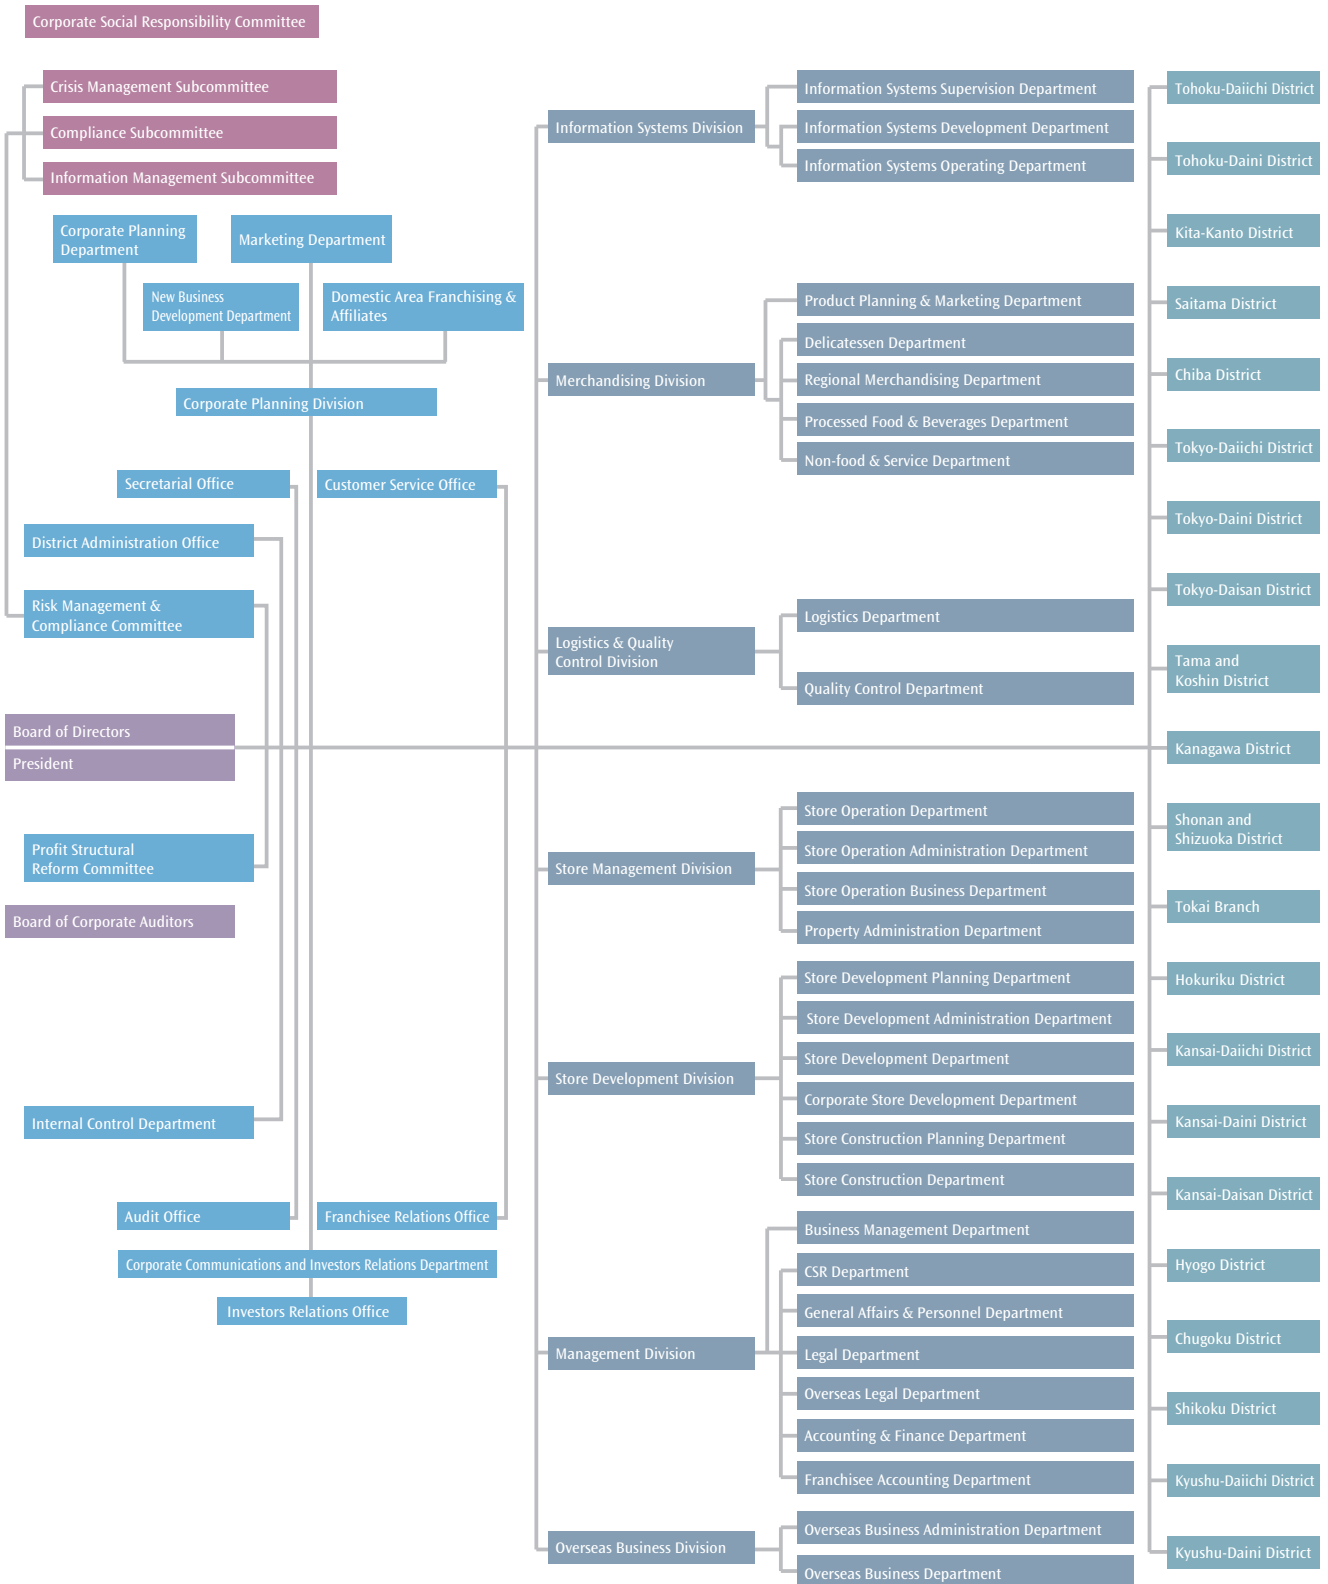 Corporate Social Responsibility Committee
Crisis Management Subcommittee
Compliance Subcommittee
Information Management Subcommittee
Corporate Planning
Department
Marketing Department
New Business
Development Department
Domestic Area Franchising &
Affiliates
Corporate Planning Division
Secretarial Office
Customer Service Office
District Administration Office
Risk Management &
Compliance Committee
Board of Directors
President
Profit Structural
Reform Committee
Board of Corporate Auditors
Internal Control Department
Audit Office
Franchisee Relations Office
Corporate Communications and Investors Relations Department
Investors Relations Office
Information Systems Division
Information Systems Supervision Department
Information Systems Development Department
Information Systems Operating Department
Merchandising Division
Product Planning & Marketing Department
Delicatessen Department
Regional Merchandising Department
Processed Food & Beverages Department
Non-food & Service Department
Logistics & Quality
Control Division
Logistics Department
Quality Control Department
Store Management Division
Store Operation Department
Store Operation Administration Department
Store Operation Business Department
Property Administration Department
Store Development Division
Store Development Planning Department
Store Development Administration Department
Store Development Department
Corporate Store Development Department
Store Construction Planning Department
Store Construction Department
Management Division
Business Management Department
CSR Department
General Affairs & Personnel Department
Legal Department
Overseas Legal Department
Accounting & Finance Department
Franchisee Accounting Department
Overseas Business Division
Overseas Business Administration Department
Overseas Business Department
Tohoku-Daiichi District
Tohoku-Daini District
Kita-Kanto District
Saitama District
Chiba District
Tokyo-Daiichi District
Tokyo-Daini District
Tokyo-Daisan District
Tama and
Koshin District
Kanagawa District
Shonan and
Shizuoka District
Tokai Branch
Hokuriku District
Kansai-Daiichi District
Kansai-Daini District
Kansai-Daisan District
Hyogo District
Chugoku District
Shikoku District
Kyushu-Daiichi District
Kyushu-Daini District